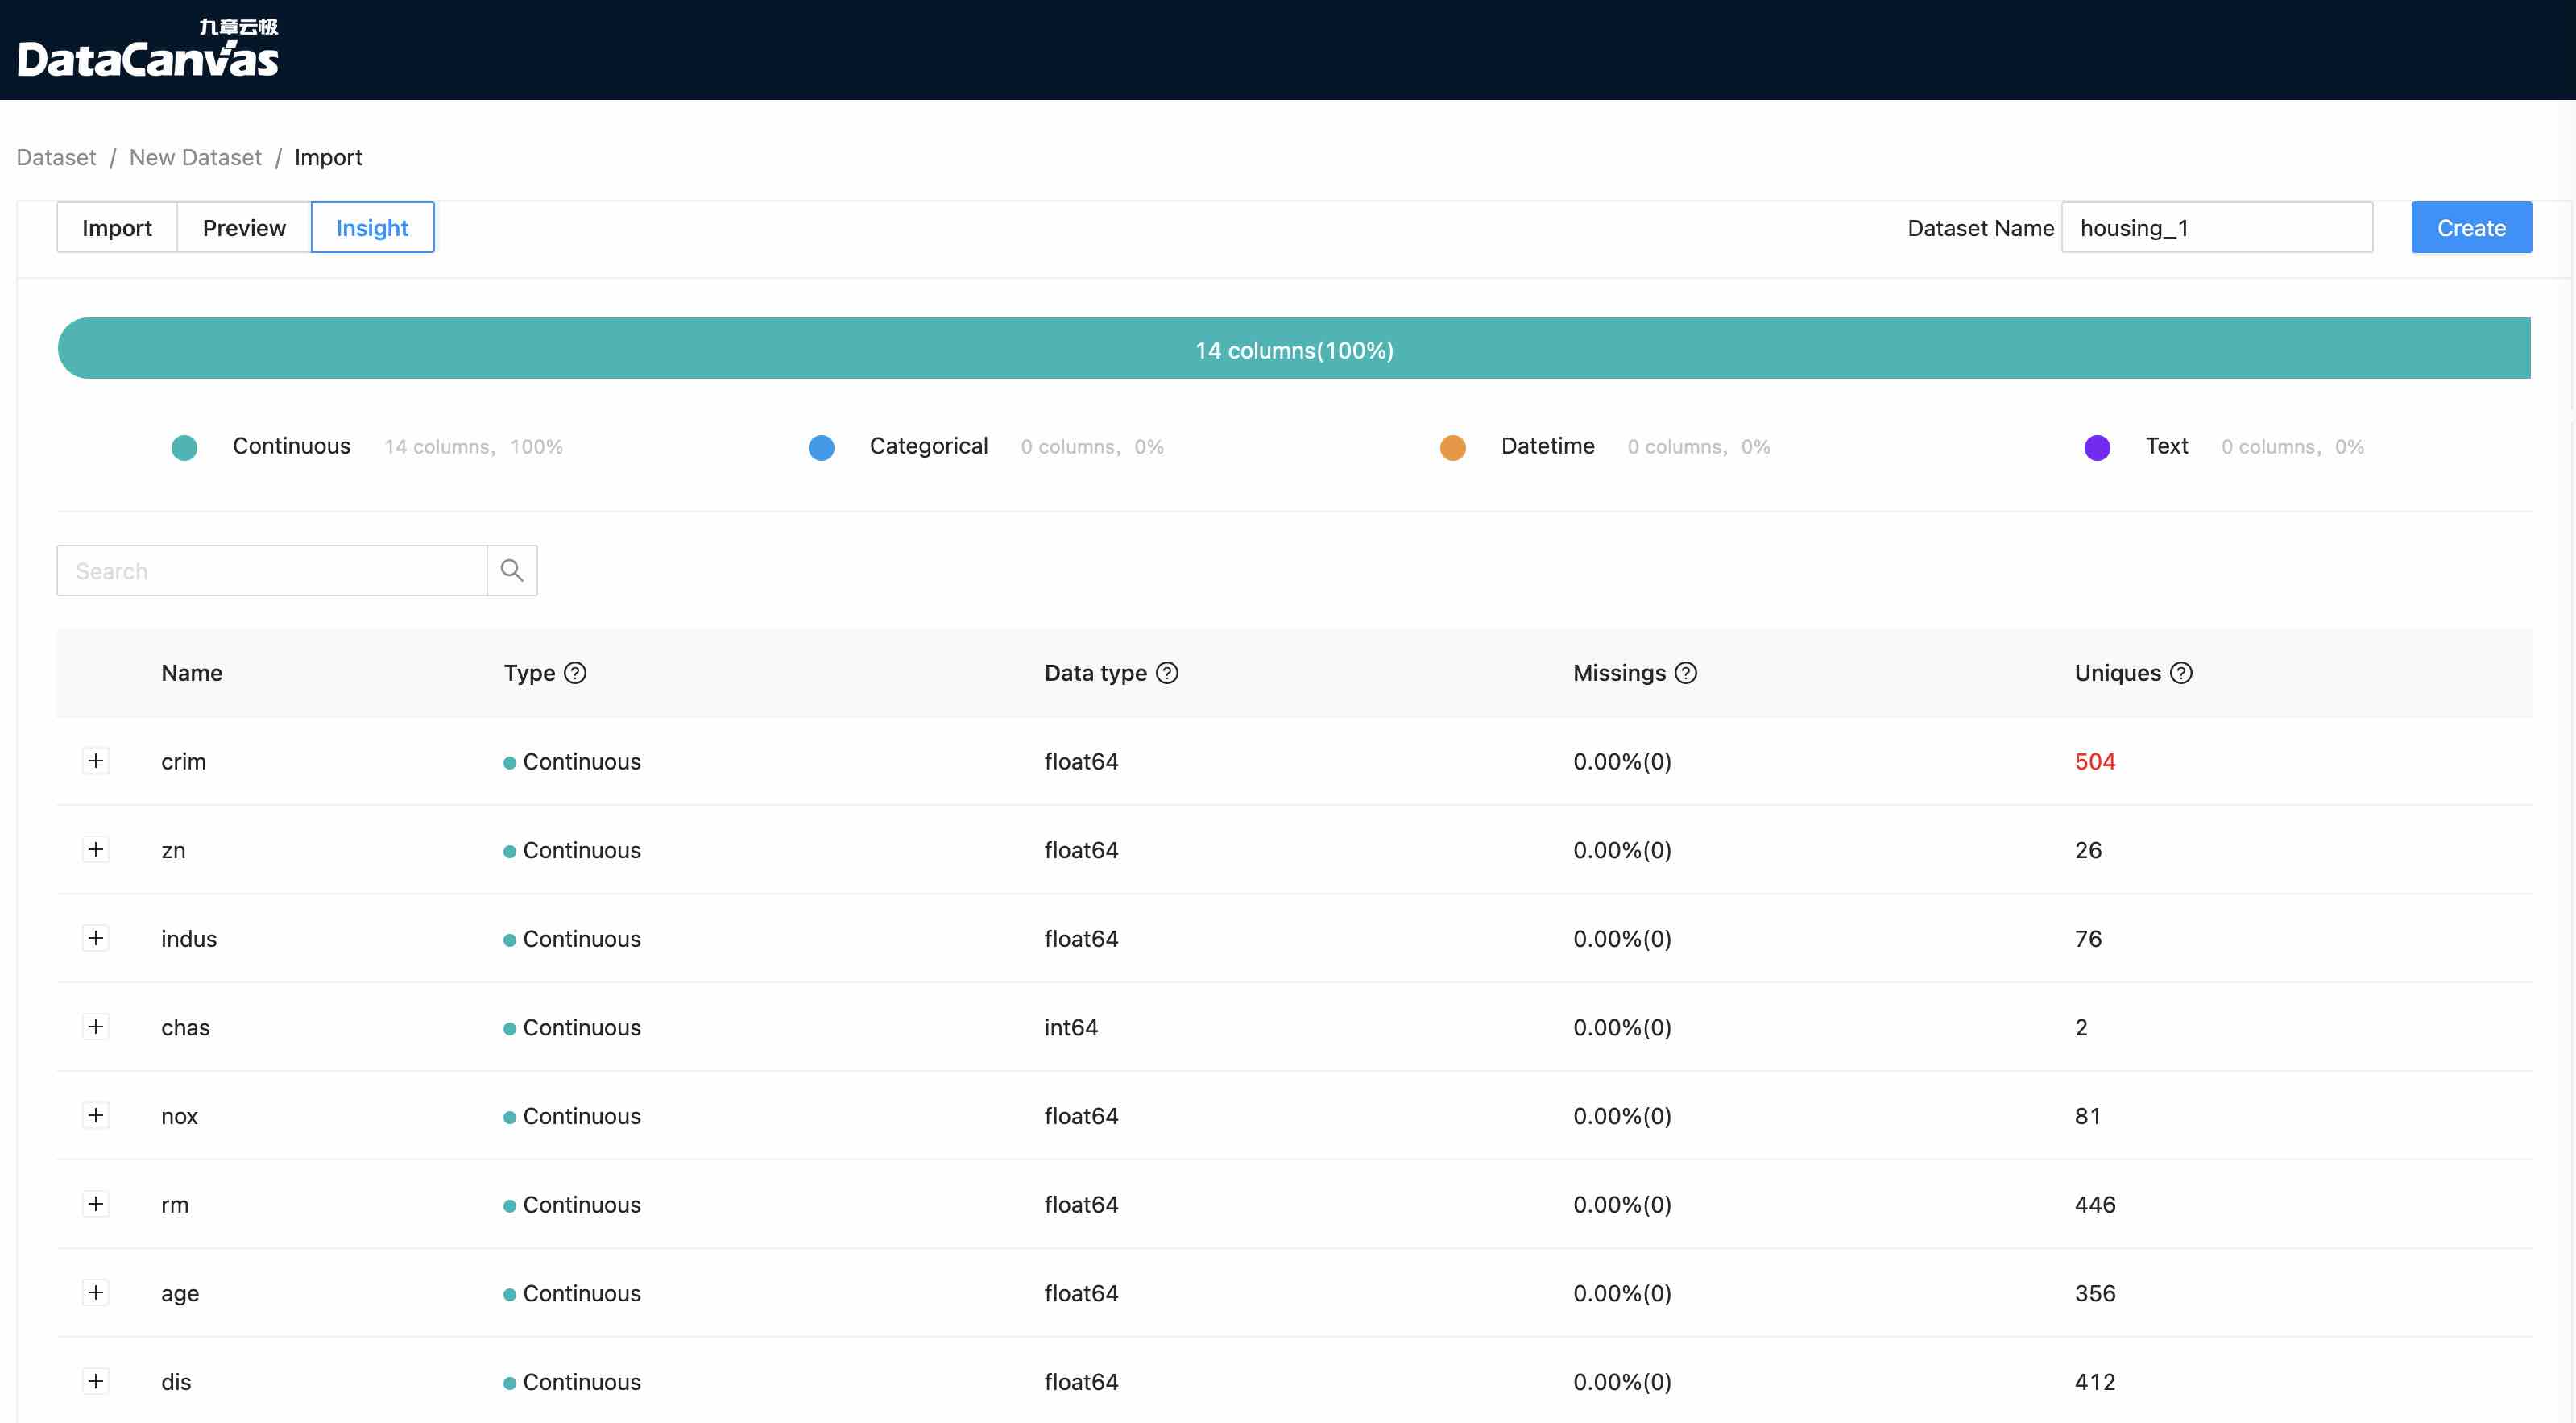 九章云极
DataCanvas
Dataset / New Dataset / Import
Import Preview Insight Dataset Name housing_1 Create
14 columns(100%)
Continuous 14 columns, 100% Categorical 0 columns, 0% Datetime 0 columns, 0% Text 0 columns, 0%
Search
Name Type Data type Missings Uniques
crim Continuous float64 0.00%(0) 504
zn Continuous float64 0.00%(0) 26
indus Continuous float64 0.00%(0) 76
chas Continuous int64 0.00%(0) 2
nox Continuous float64 0.00%(0) 81
rm Continuous float64 0.00%(0) 446
age Continuous float64 0.00%(0) 356
dis Continuous float64 0.00%(0) 412